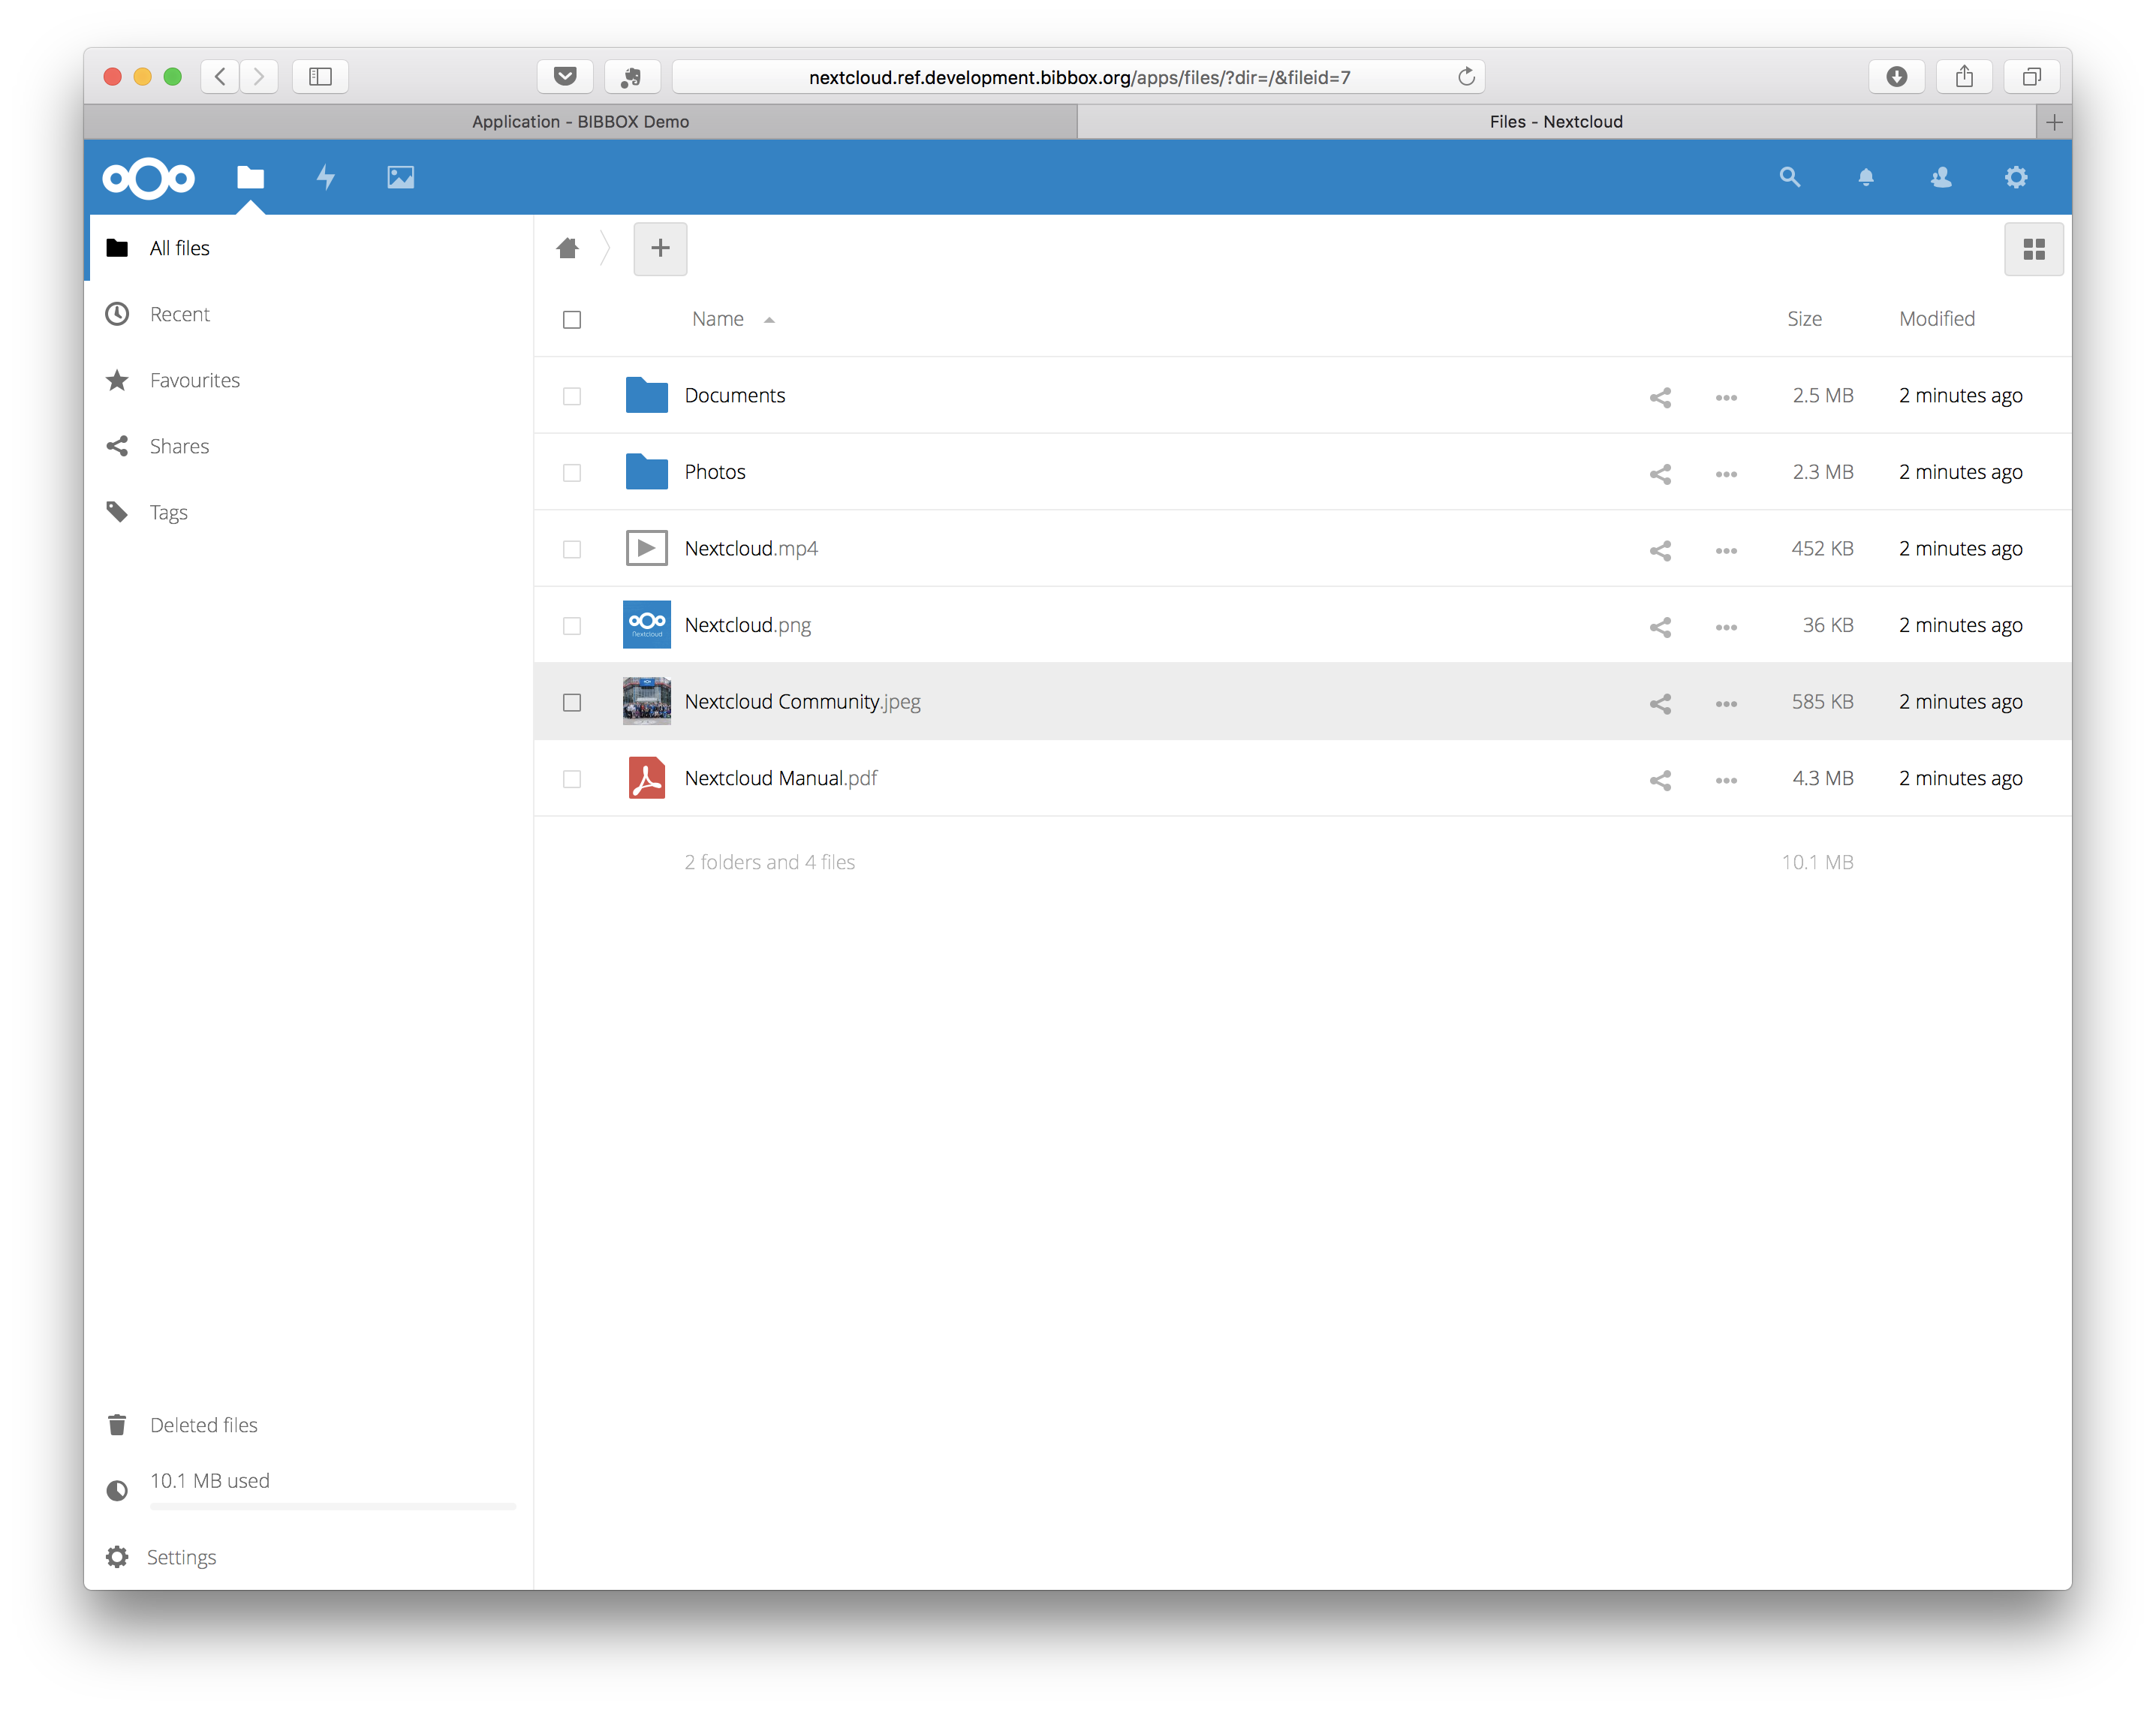 nextcloud.ref.development.bibbox.org/apps/files/?dir=/&fileid=7
Application - BIBBOX Demo
Files - Nextcloud
All files
Recent
Favourites
Shares
Tags
Name Size Modified
Documents 2.5 MB 2 minutes ago
Photos 2.3 MB 2 minutes ago
Nextcloud.mp4 452 KB 2 minutes ago
Nextcloud.png 36 KB 2 minutes ago
Nextcloud
Nextcloud Community.jpeg 585 KB 2 minutes ago
Nextcloud Manual.pdf 4.3 MB 2 minutes ago
2 folders and 4 files 10.1 MB
Deleted files
10.1 MB used
Settings